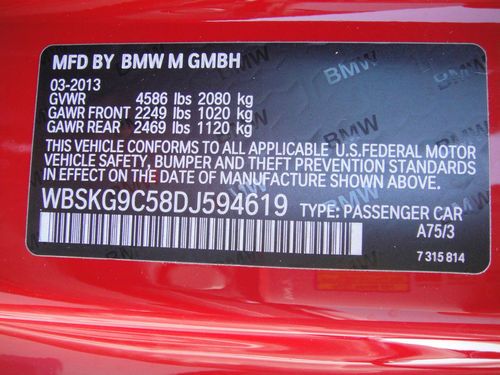 MFD BY BMW M GMBH
03-2013
GVWR 4586 lbs 2080 kg
GAWR FRONT 2249 lbs 1020 kg
GAWR REAR 2469 lbs 1120 kg
THIS VEHICLE CONFORMS TO ALL APPLICABLE U.S.FEDERAL MOTOR
VEHICLE SAFETY, BUMPER AND THEFT PREVENTION STANDARDS
IN EFFECT ON THE DATE OF MANUFACTURE SHOWN ABOVE.
WBSKG9C58DJ594619 TYPE: PASSENGER CAR
A75/3
7 315 814